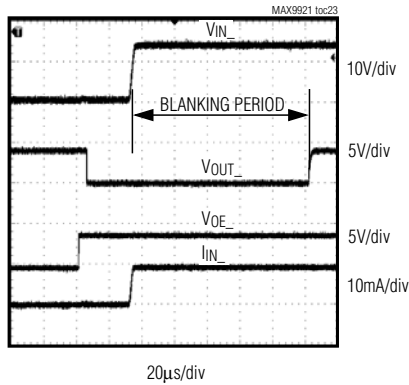 MAX9921 toc23
VIN_
10V/div
BLANKING PERIOD
5V/div
VOUT_
VOE_
5V/div
IIN_
10mA/div
20μs/div